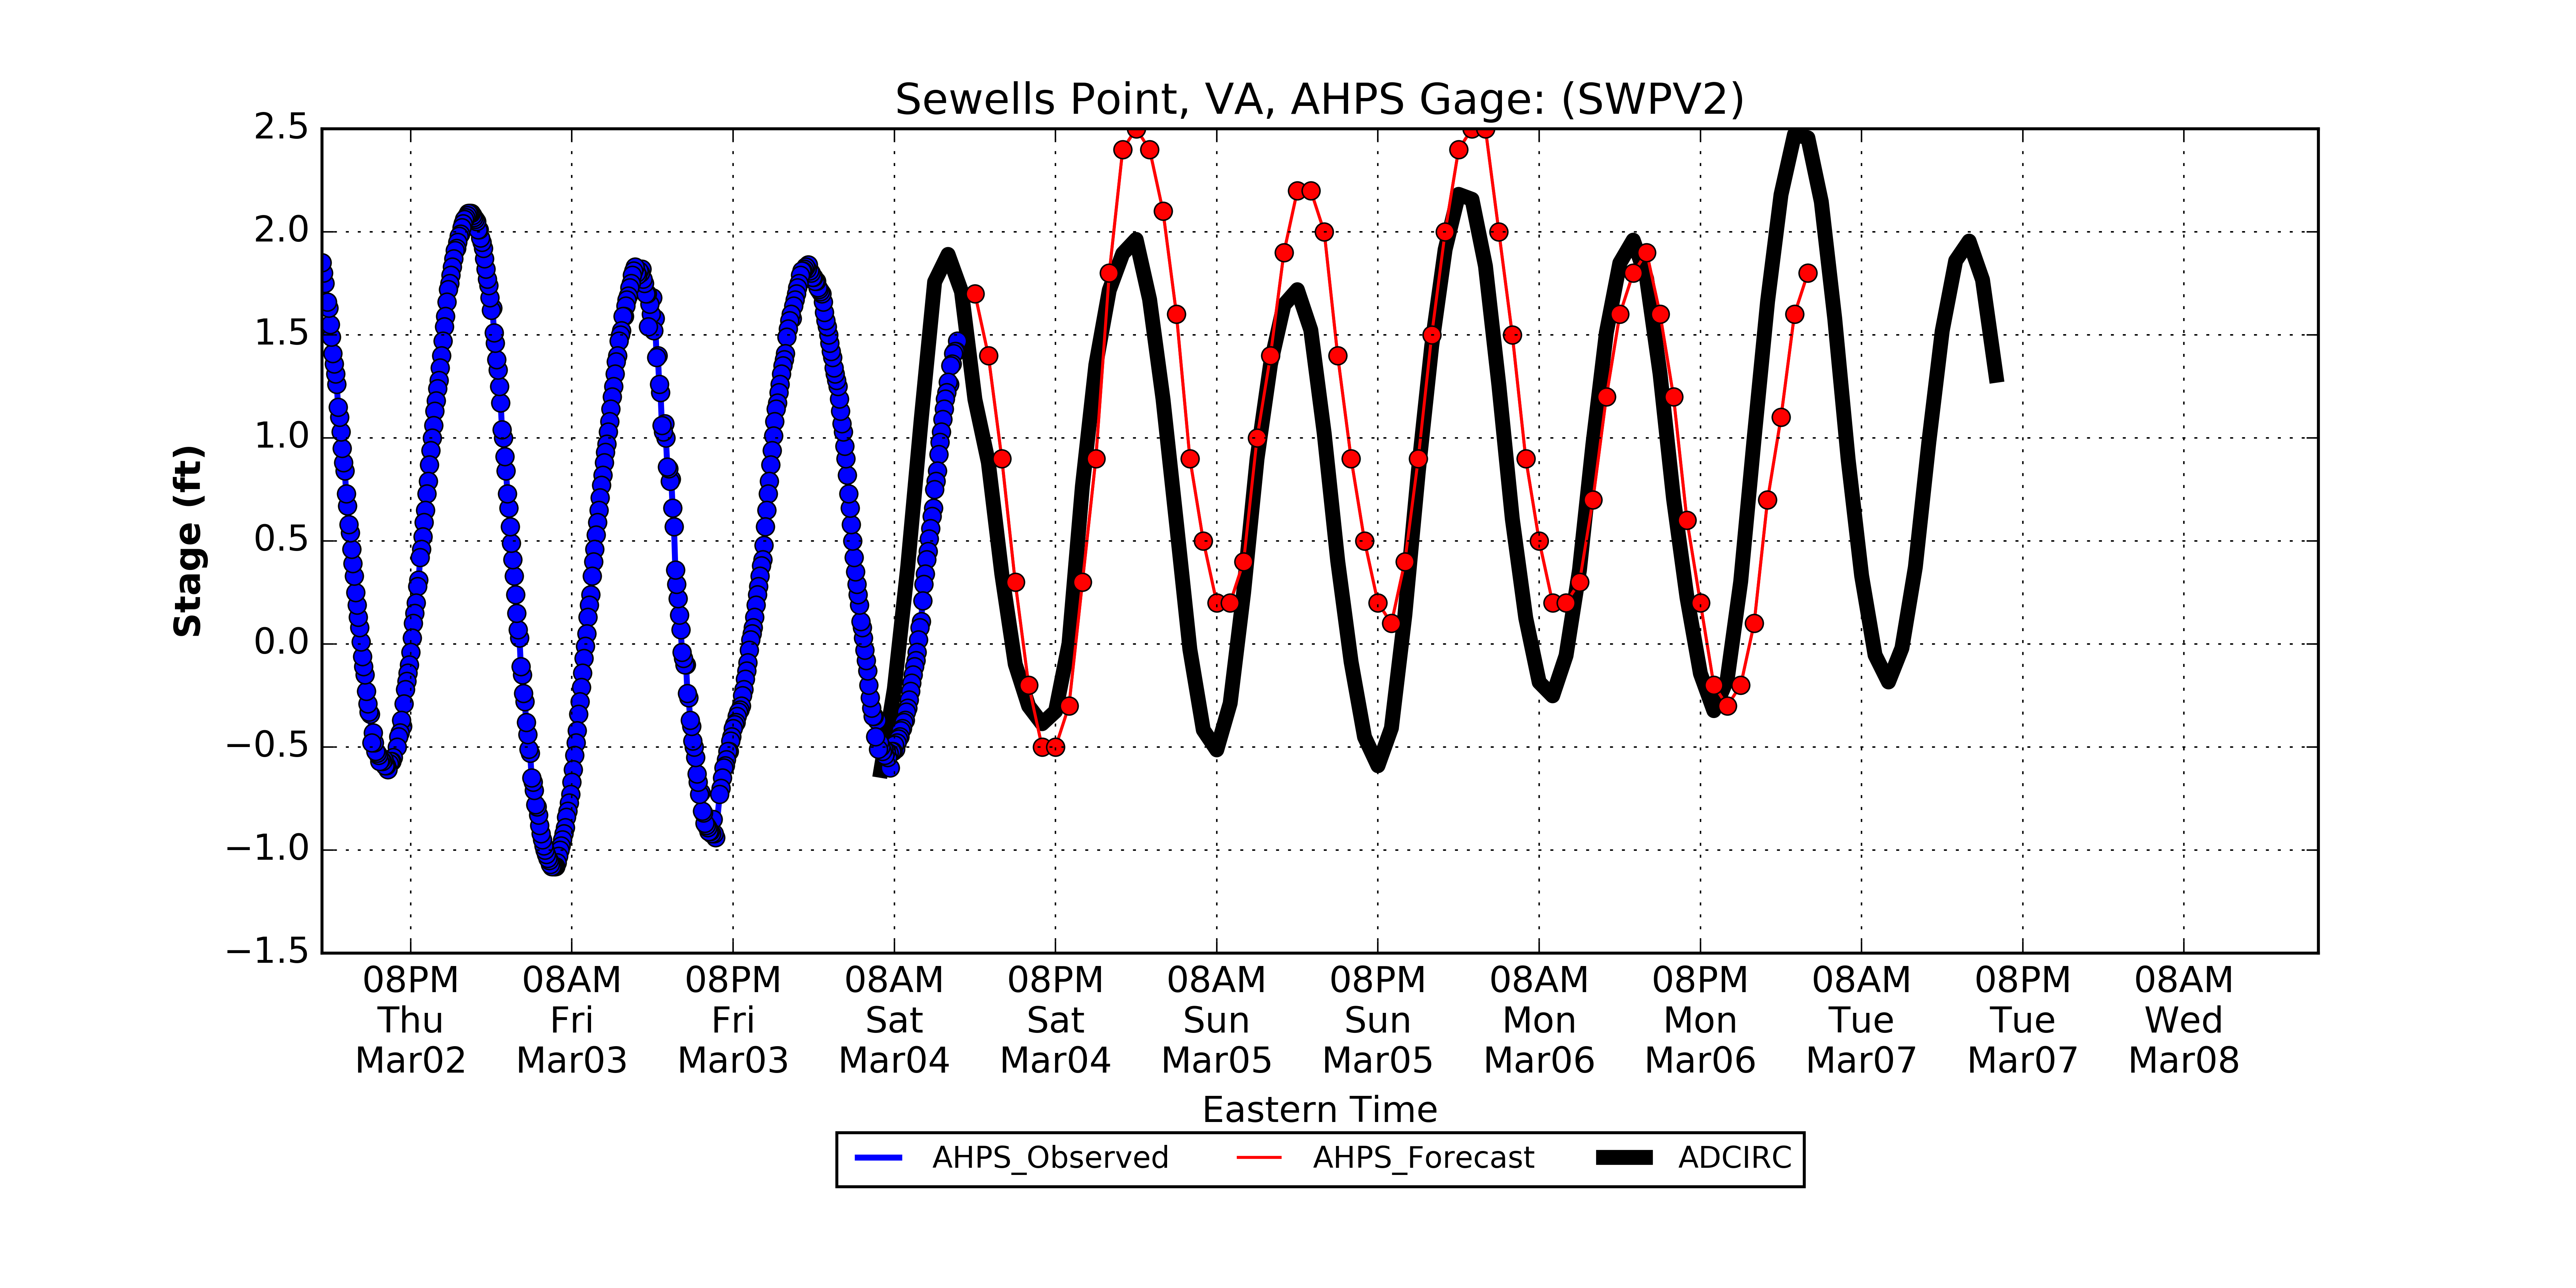 Sewells Point, VA, AHPS Gage: (SWPV2)
2.5
2.0
1.5
1.0
0.5
0.0
−0.5
−1.0
−1.5
Stage (ft)
08PM 08AM 08PM 08AM 08PM 08AM 08PM 08AM 08PM 08AM 08PM 08AM
Thu Fri Fri Sat Sat Sun Sun Mon Mon Tue Tue Wed
Mar02 Mar03 Mar03 Mar04 Mar04 Mar05 Mar05 Mar06 Mar06 Mar07 Mar07 Mar08
Eastern Time
AHPS_Observed AHPS_Forecast ADCIRC